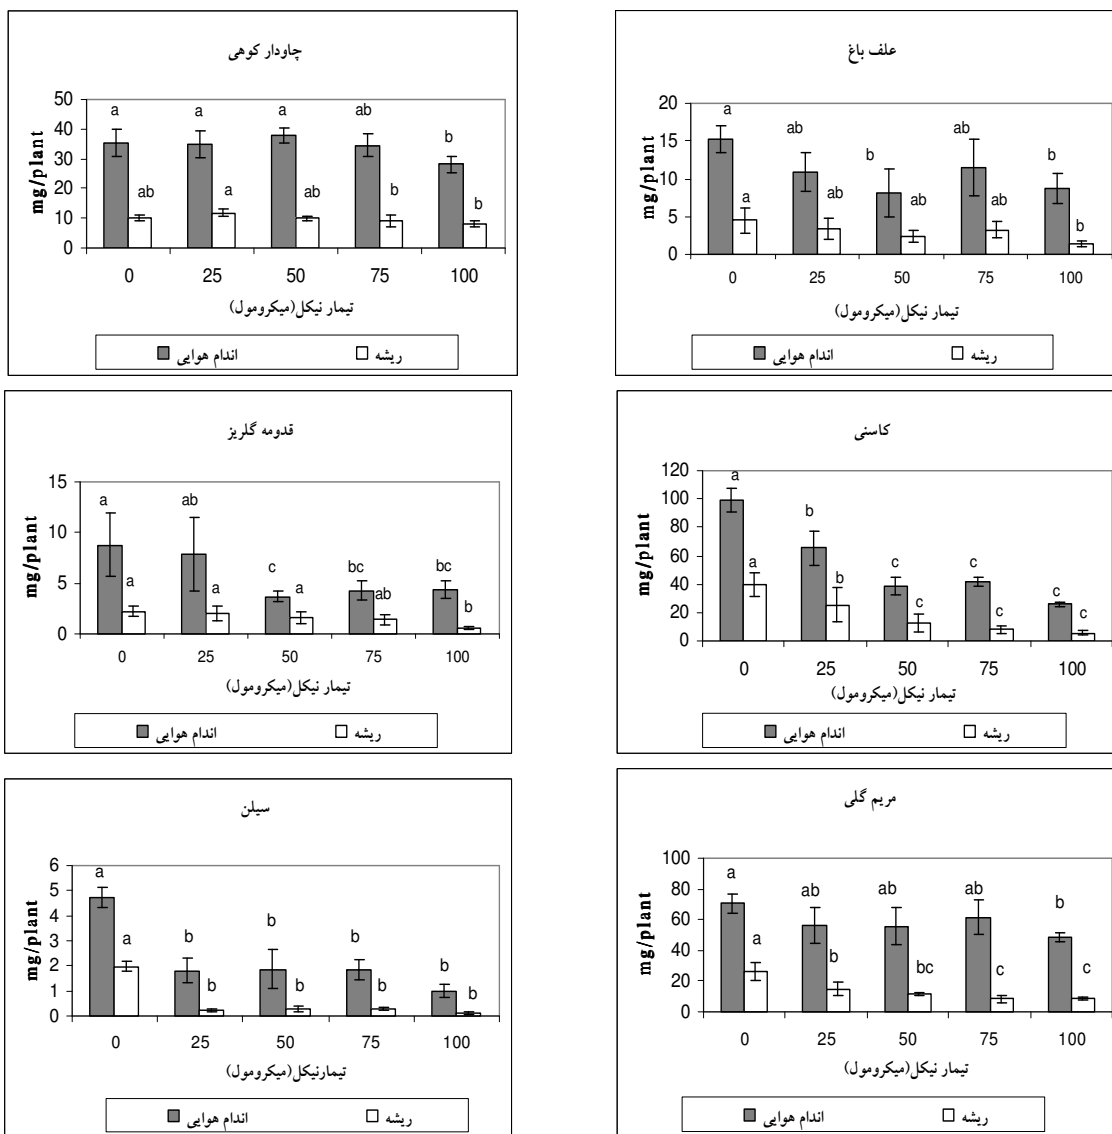 چاودار کوهی
50
40
30
20
10
0
mg/plant
a a a ab b
ab a ab b b
0 25 50 75 100
تیمار نیکل(میکرومول)
اندام هوایی ریشه
علف باغ
20
15
10
5
0
mg/plant
a ab b ab b
a ab ab ab b
0 25 50 75 100
تیمار نیکل(میکرومول)
اندام هوایی ریشه
قدومه گلریز
15
10
5
0
mg/plant
a ab c bc bc
a a a ab b
0 25 50 75 100
تیمار نیکل(میکرومول)
اندام هوایی ریشه
کاسنی
120
100
80
60
40
20
0
mg/plant
a b c c c
a b c c c
0 25 50 75 100
تیمار نیکل(میکرومول)
اندام هوایی ریشه
سیلن
6
5
4
3
2
1
0
mg/plant
a b b b b
a b b b b
0 25 50 75 100
تیمارنیکل(میکرومول)
اندام هوایی ریشه
مریم گلی
100
80
60
40
20
0
mg/plant
a ab ab ab b
a b bc c c
0 25 50 75 100
تیمار نیکل(میکرومول)
اندام هوایی ریشه